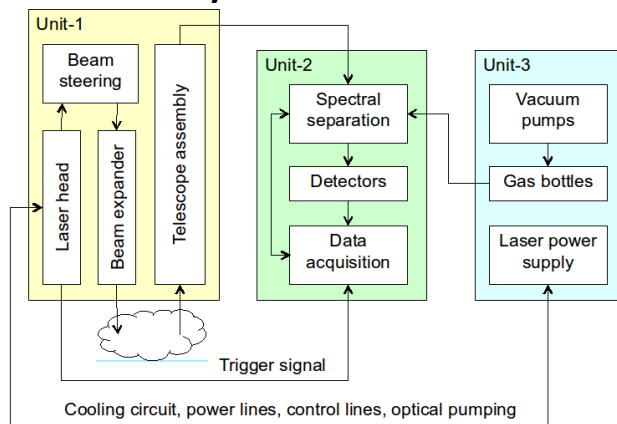 Unit-1
Beam
steering
Laser head
Beam expander
Telescope assembly
Unit-2
Spectral
separation
Detectors
Data
acquisition
Unit-3
Vacuum
pumps
Gas bottles
Laser power
supply
Trigger signal
Cooling circuit, power lines, control lines, optical pumping